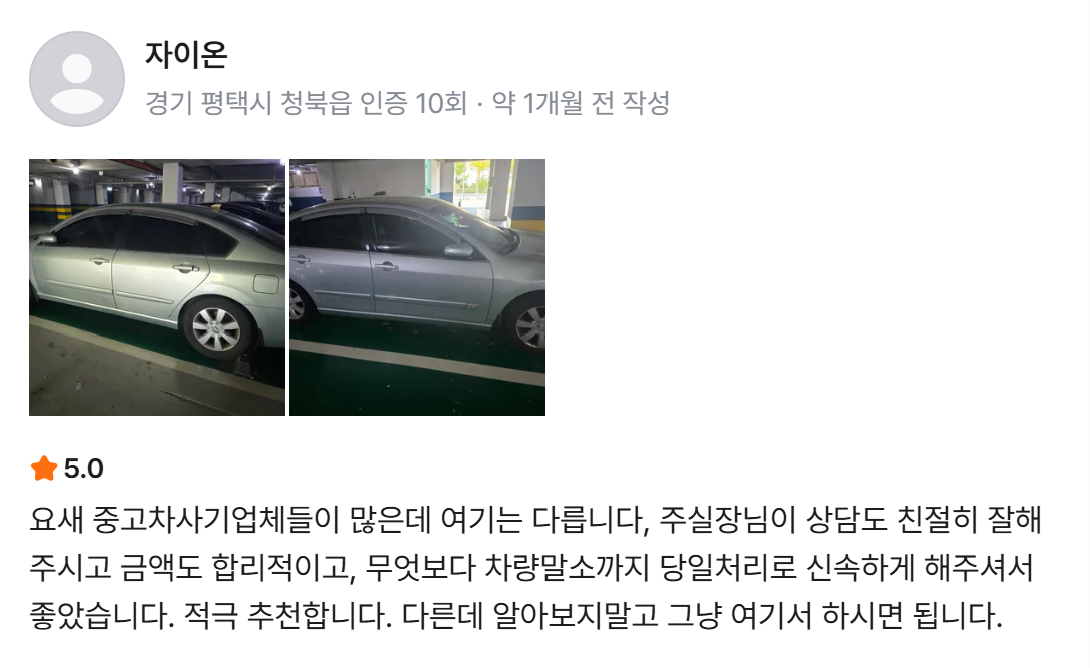 자이온
경기 평택시 청북읍 인증 10회 · 약 1개월 전 작성
5.0
요새 중고차사기업체들이 많은데 여기는 다릅니다, 주실장님이 상담도 친절히 잘해
주시고 금액도 합리적이고, 무엇보다 차량말소까지 당일처리로 신속하게 해주셔서
좋았습니다. 적극 추천합니다. 다른데 알아보지말고 그냥 여기서 하시면 됩니다.